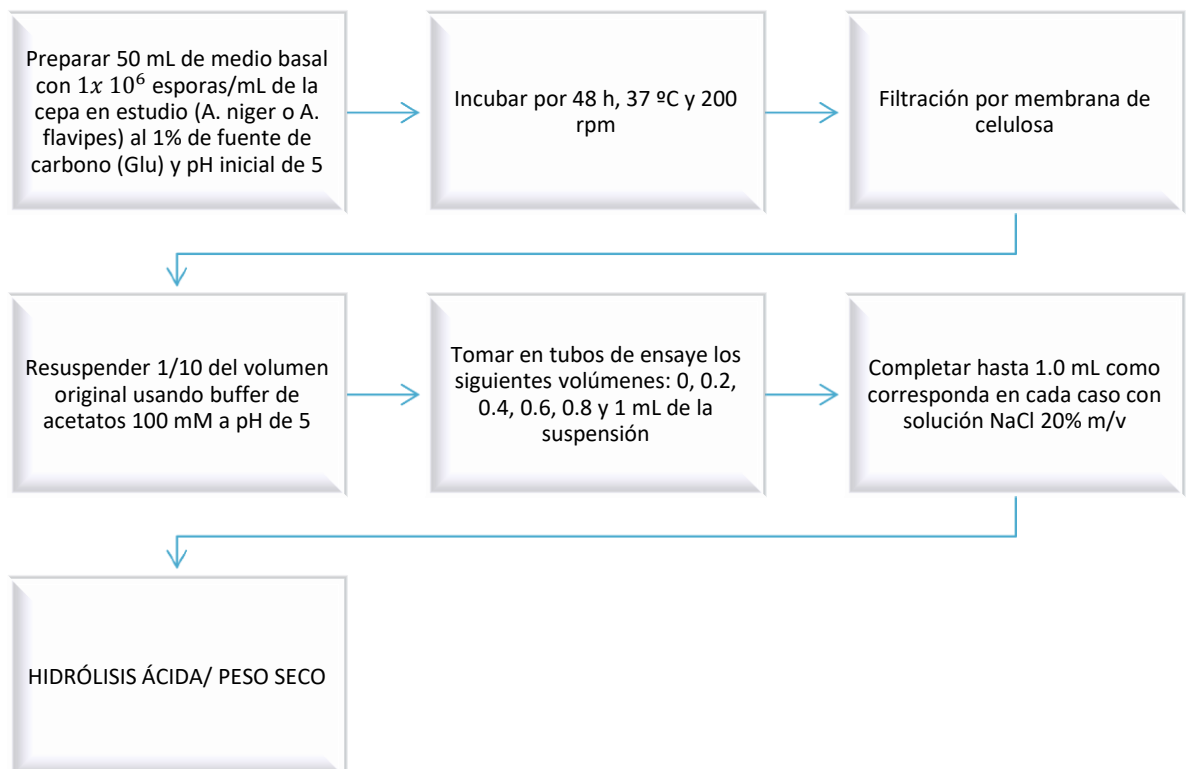 Preparar 50 mL de medio basal
con 1x 10⁶ esporas/mL de la
cepa en estudio (A. niger o A.
flavipes) al 1% de fuente de
carbono (Glu) y pH inicial de 5
Incubar por 48 h, 37 ºC y 200
rpm
Filtración por membrana de
celulosa
Resuspender 1/10 del volumen
original usando buffer de
acetatos 100 mM a pH de 5
Tomar en tubos de ensaye los
siguientes volúmenes: 0, 0.2,
0.4, 0.6, 0.8 y 1 mL de la
suspensión
Completar hasta 1.0 mL como
corresponda en cada caso con
solución NaCl 20% m/v
HIDRÓLISIS ÁCIDA/ PESO SECO